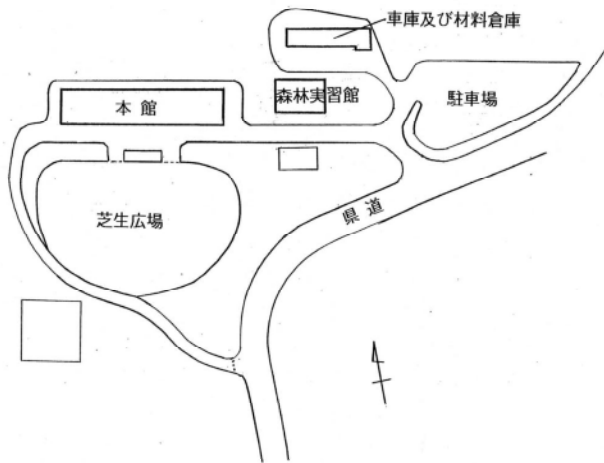 車庫及び材料倉庫
本館
森林実習館
駐車場
芝生広場
県道